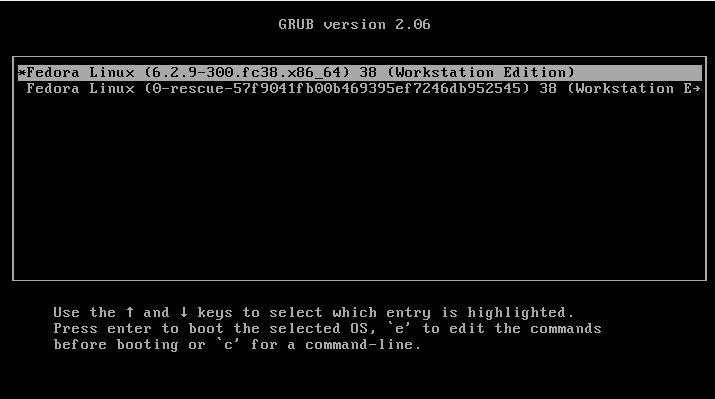 GRUB version 2.06
*Fedora Linux (6.2.9-300.fc38.x86_64) 38 (Workstation Edition)
Fedora Linux (0-rescue-57f9041fb00b469395ef7246db952545) 38 (Workstation E→
Use the ↑ and ↓ keys to select which entry is highlighted.
Press enter to boot the selected OS, `e' to edit the commands
before booting or `c' for a command-line.